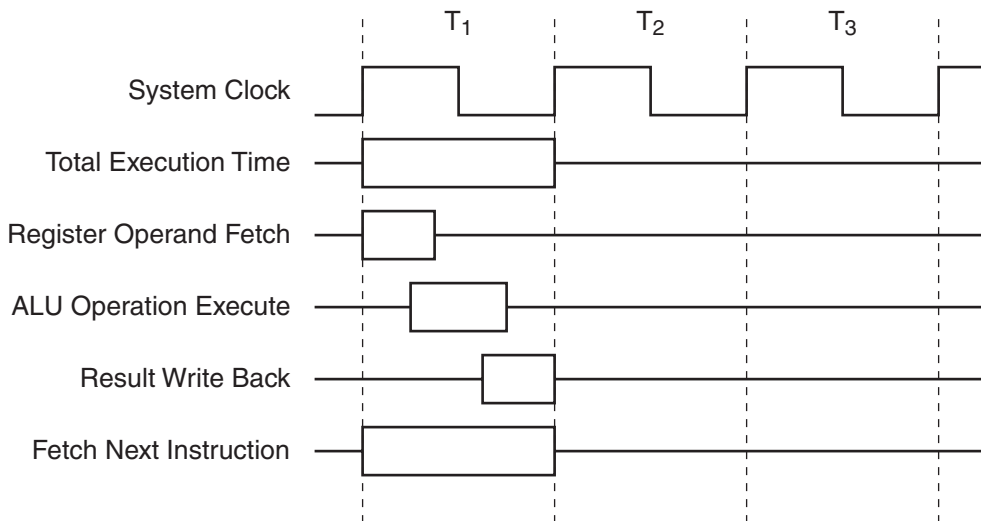 T₁ T₂ T₃
System Clock
Total Execution Time
Register Operand Fetch
ALU Operation Execute
Result Write Back
Fetch Next Instruction